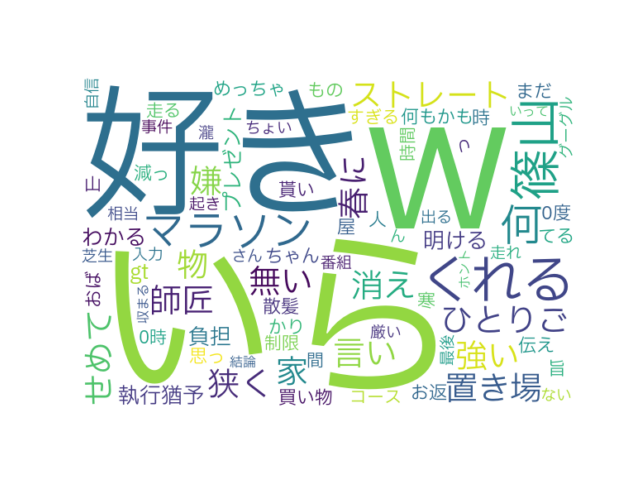 好き
w
いら
自信
走る
事件
瀧
めっちゃ
ちょい
プレゼント
もの
ストレート
すぎる
何もかも
時
まだ
いって
グーグル
時間
っ
篠山
何
0度
てる
減っ
嫌
貰い
春に
起き
相当
マラソン
屋
人
ん
出る
明ける
わかる
芝生
入力
gt
物
さん
ちゃん
番組
無い
消え
寒
くれる
ホント
走れ
おば
収まる
師匠
散髪
せめて
0時
負担
かり
制限
厳い
言い
ひとりご
最後
伝え
思っ
結論
家
間
強い
皿
執行猶予
狭く
買い物
コース
お返
置き場
ない